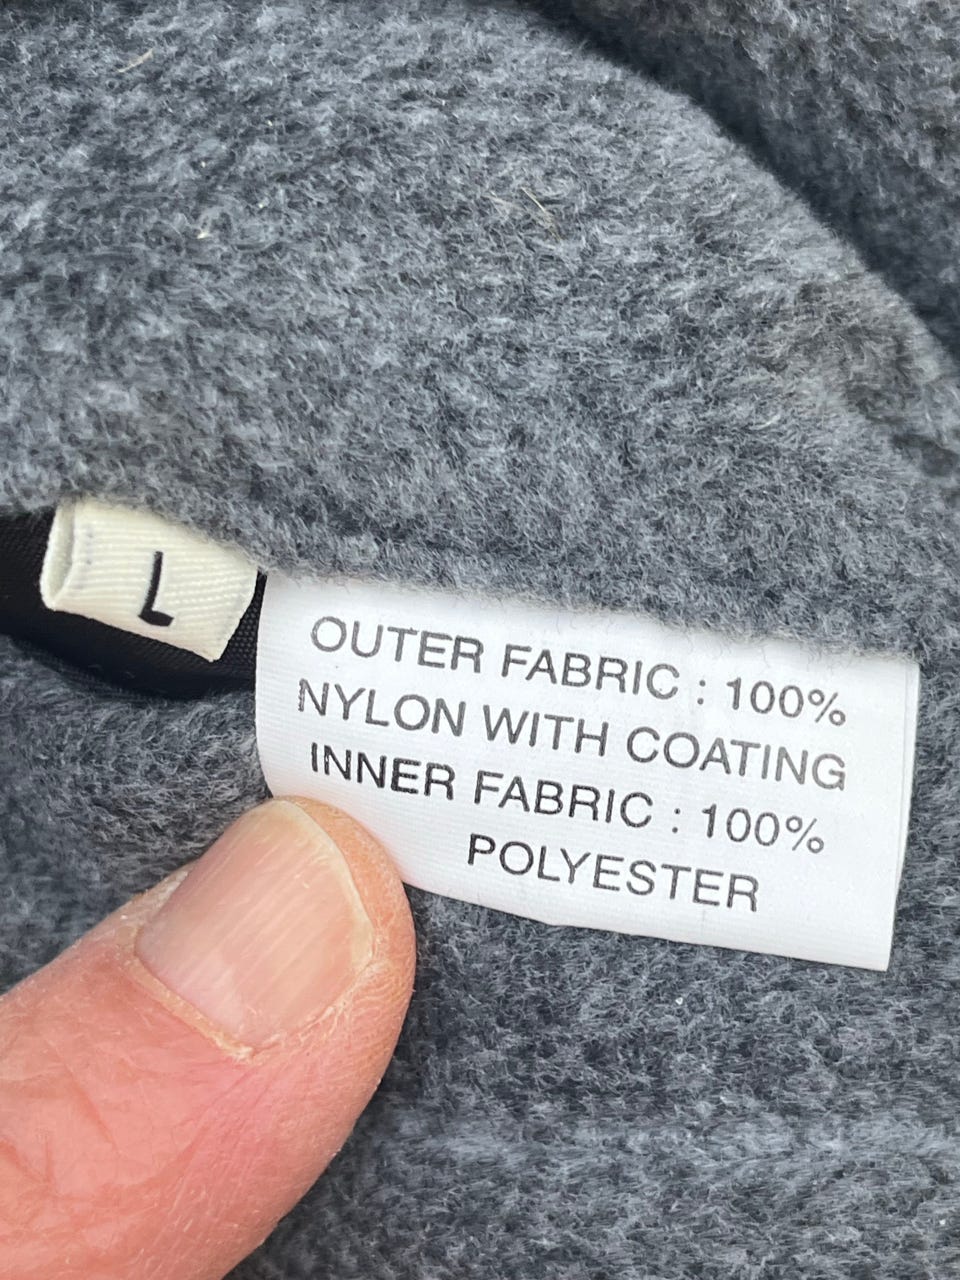 L
OUTER FABRIC : 100%
NYLON WITH COATING
INNER FABRIC : 100%
POLYESTER